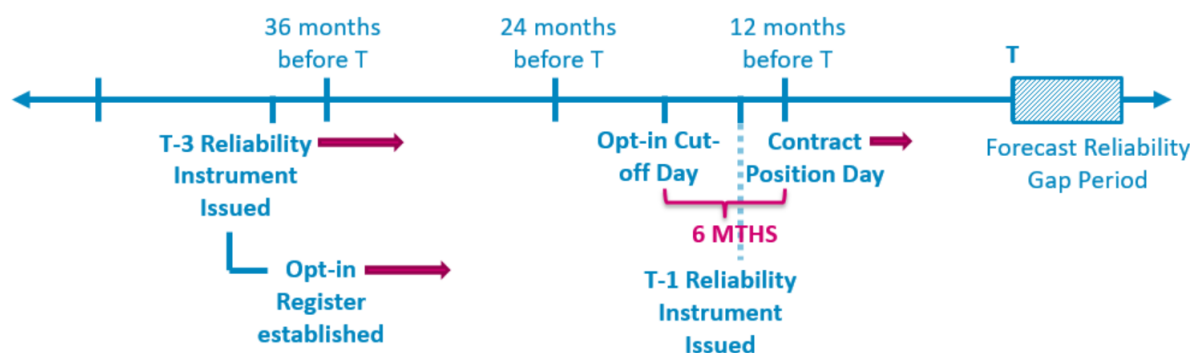 36 months
before T
24 months
before T
12 months
before T
T
T-3 Reliability
Instrument
Issued
Opt-in Cut-
off Day
Contract
Position Day
Forecast Reliability
Gap Period
6 MTHS
Opt-in
Register
established
T-1 Reliability
Instrument
Issued